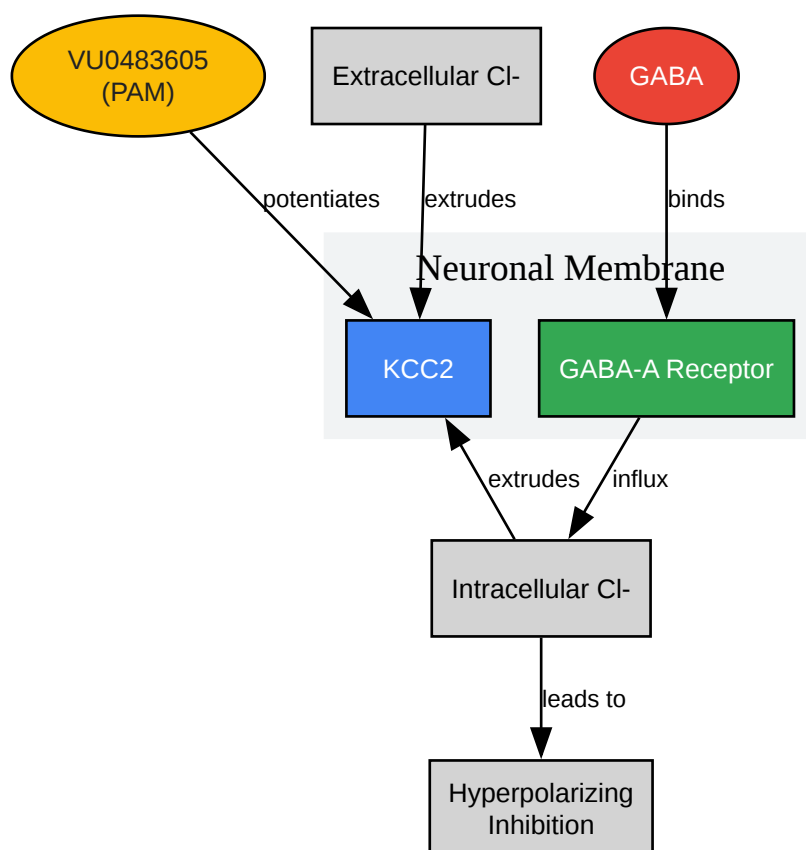 VU0483605
(PAM)
Extracellular Cl-
GABA
potentiates
extrudes
binds
Neuronal Membrane
KCC2
GABA-A Receptor
extrudes
influx
Intracellular Cl-
leads to
Hyperpolarizing
Inhibition